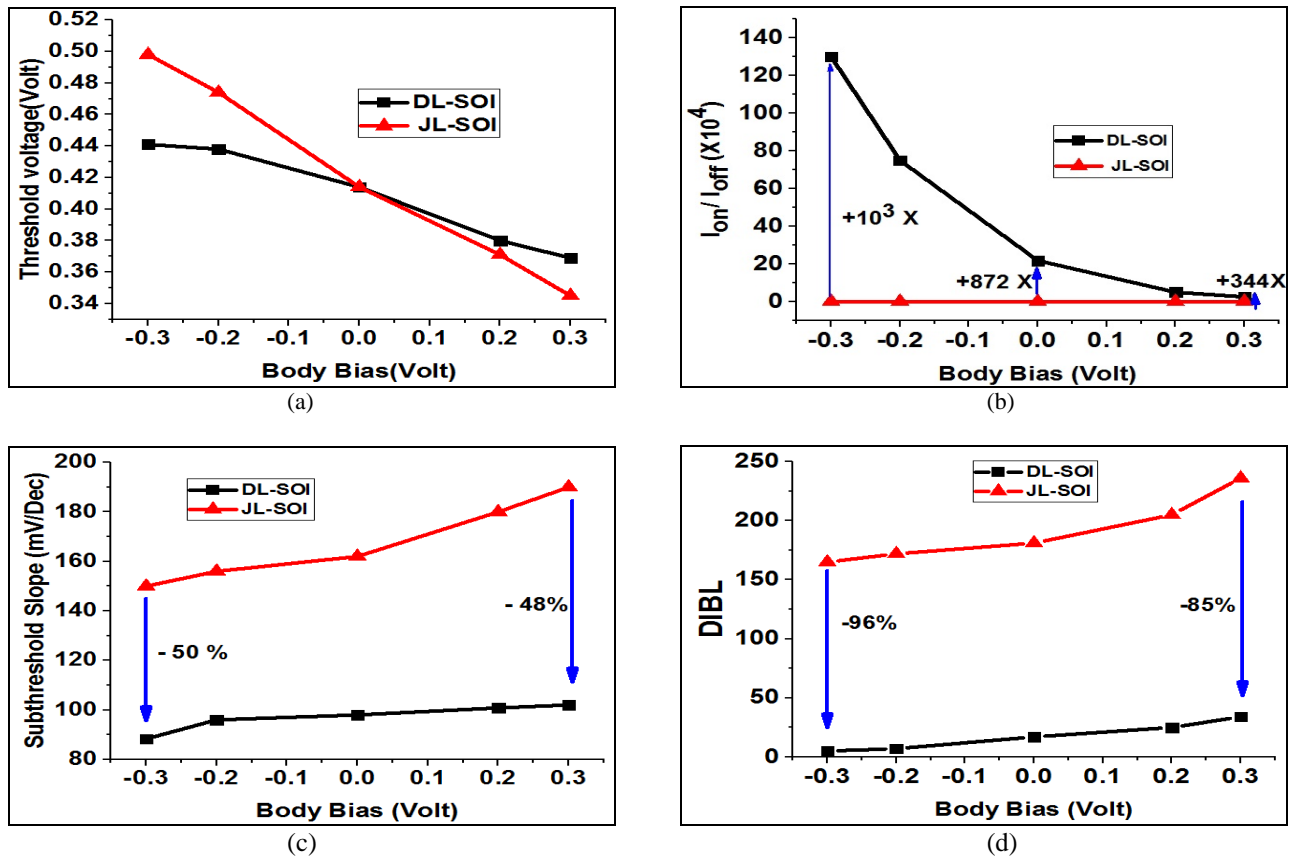 0.52
0.50
0.48
0.46
0.44
0.42
0.40
0.38
0.36
0.34
Threshold voltage(Volt)
DL-SOI
JL-SOI
-0.3 -0.2 -0.1 0.0 0.1 0.2 0.3
Body Bias(Volt)
(a)
140
120
100
80
60
40
20
0
I_on/ I_off (X10^4)
DL-SOI
JL-SOI
+10^3 X
+872 X
+344X
-0.3 -0.2 -0.1 0.0 0.1 0.2 0.3
Body Bias (Volt)
(b)
200
180
160
140
120
100
80
Subthreshold Slope (mV/Dec)
DL-SOI
JL-SOI
- 50 %
- 48%
-0.3 -0.2 -0.1 0.0 0.1 0.2 0.3
Body Bias (Volt)
(c)
250
200
150
100
50
0
DIBL
DL-SOI
JL-SOI
-96%
-85%
-0.3 -0.2 -0.1 0.0 0.1 0.2 0.3
Body Bias (Volt)
(d)